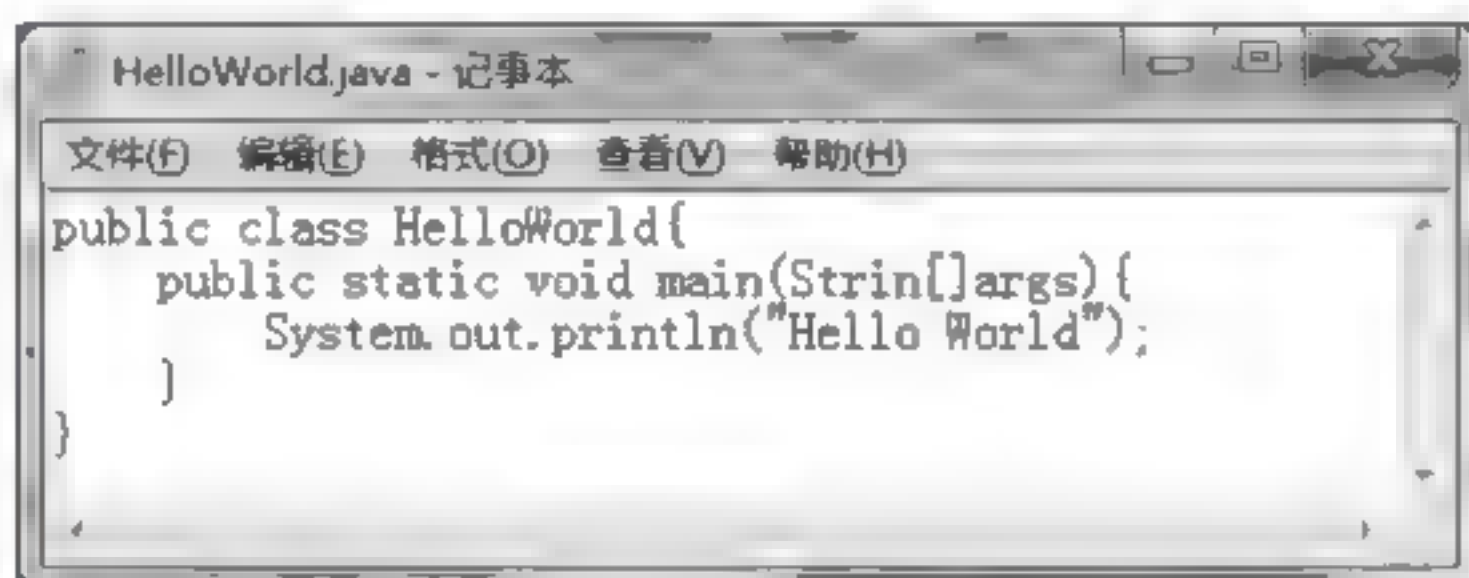 HelloWorld.java - 记事本
文件(F) 编辑(E) 格式(O) 查看(V) 帮助(H)
public class HelloWorld{
    public static void main(Strin[]args){
        System.out.println("Hello World");
    }
}